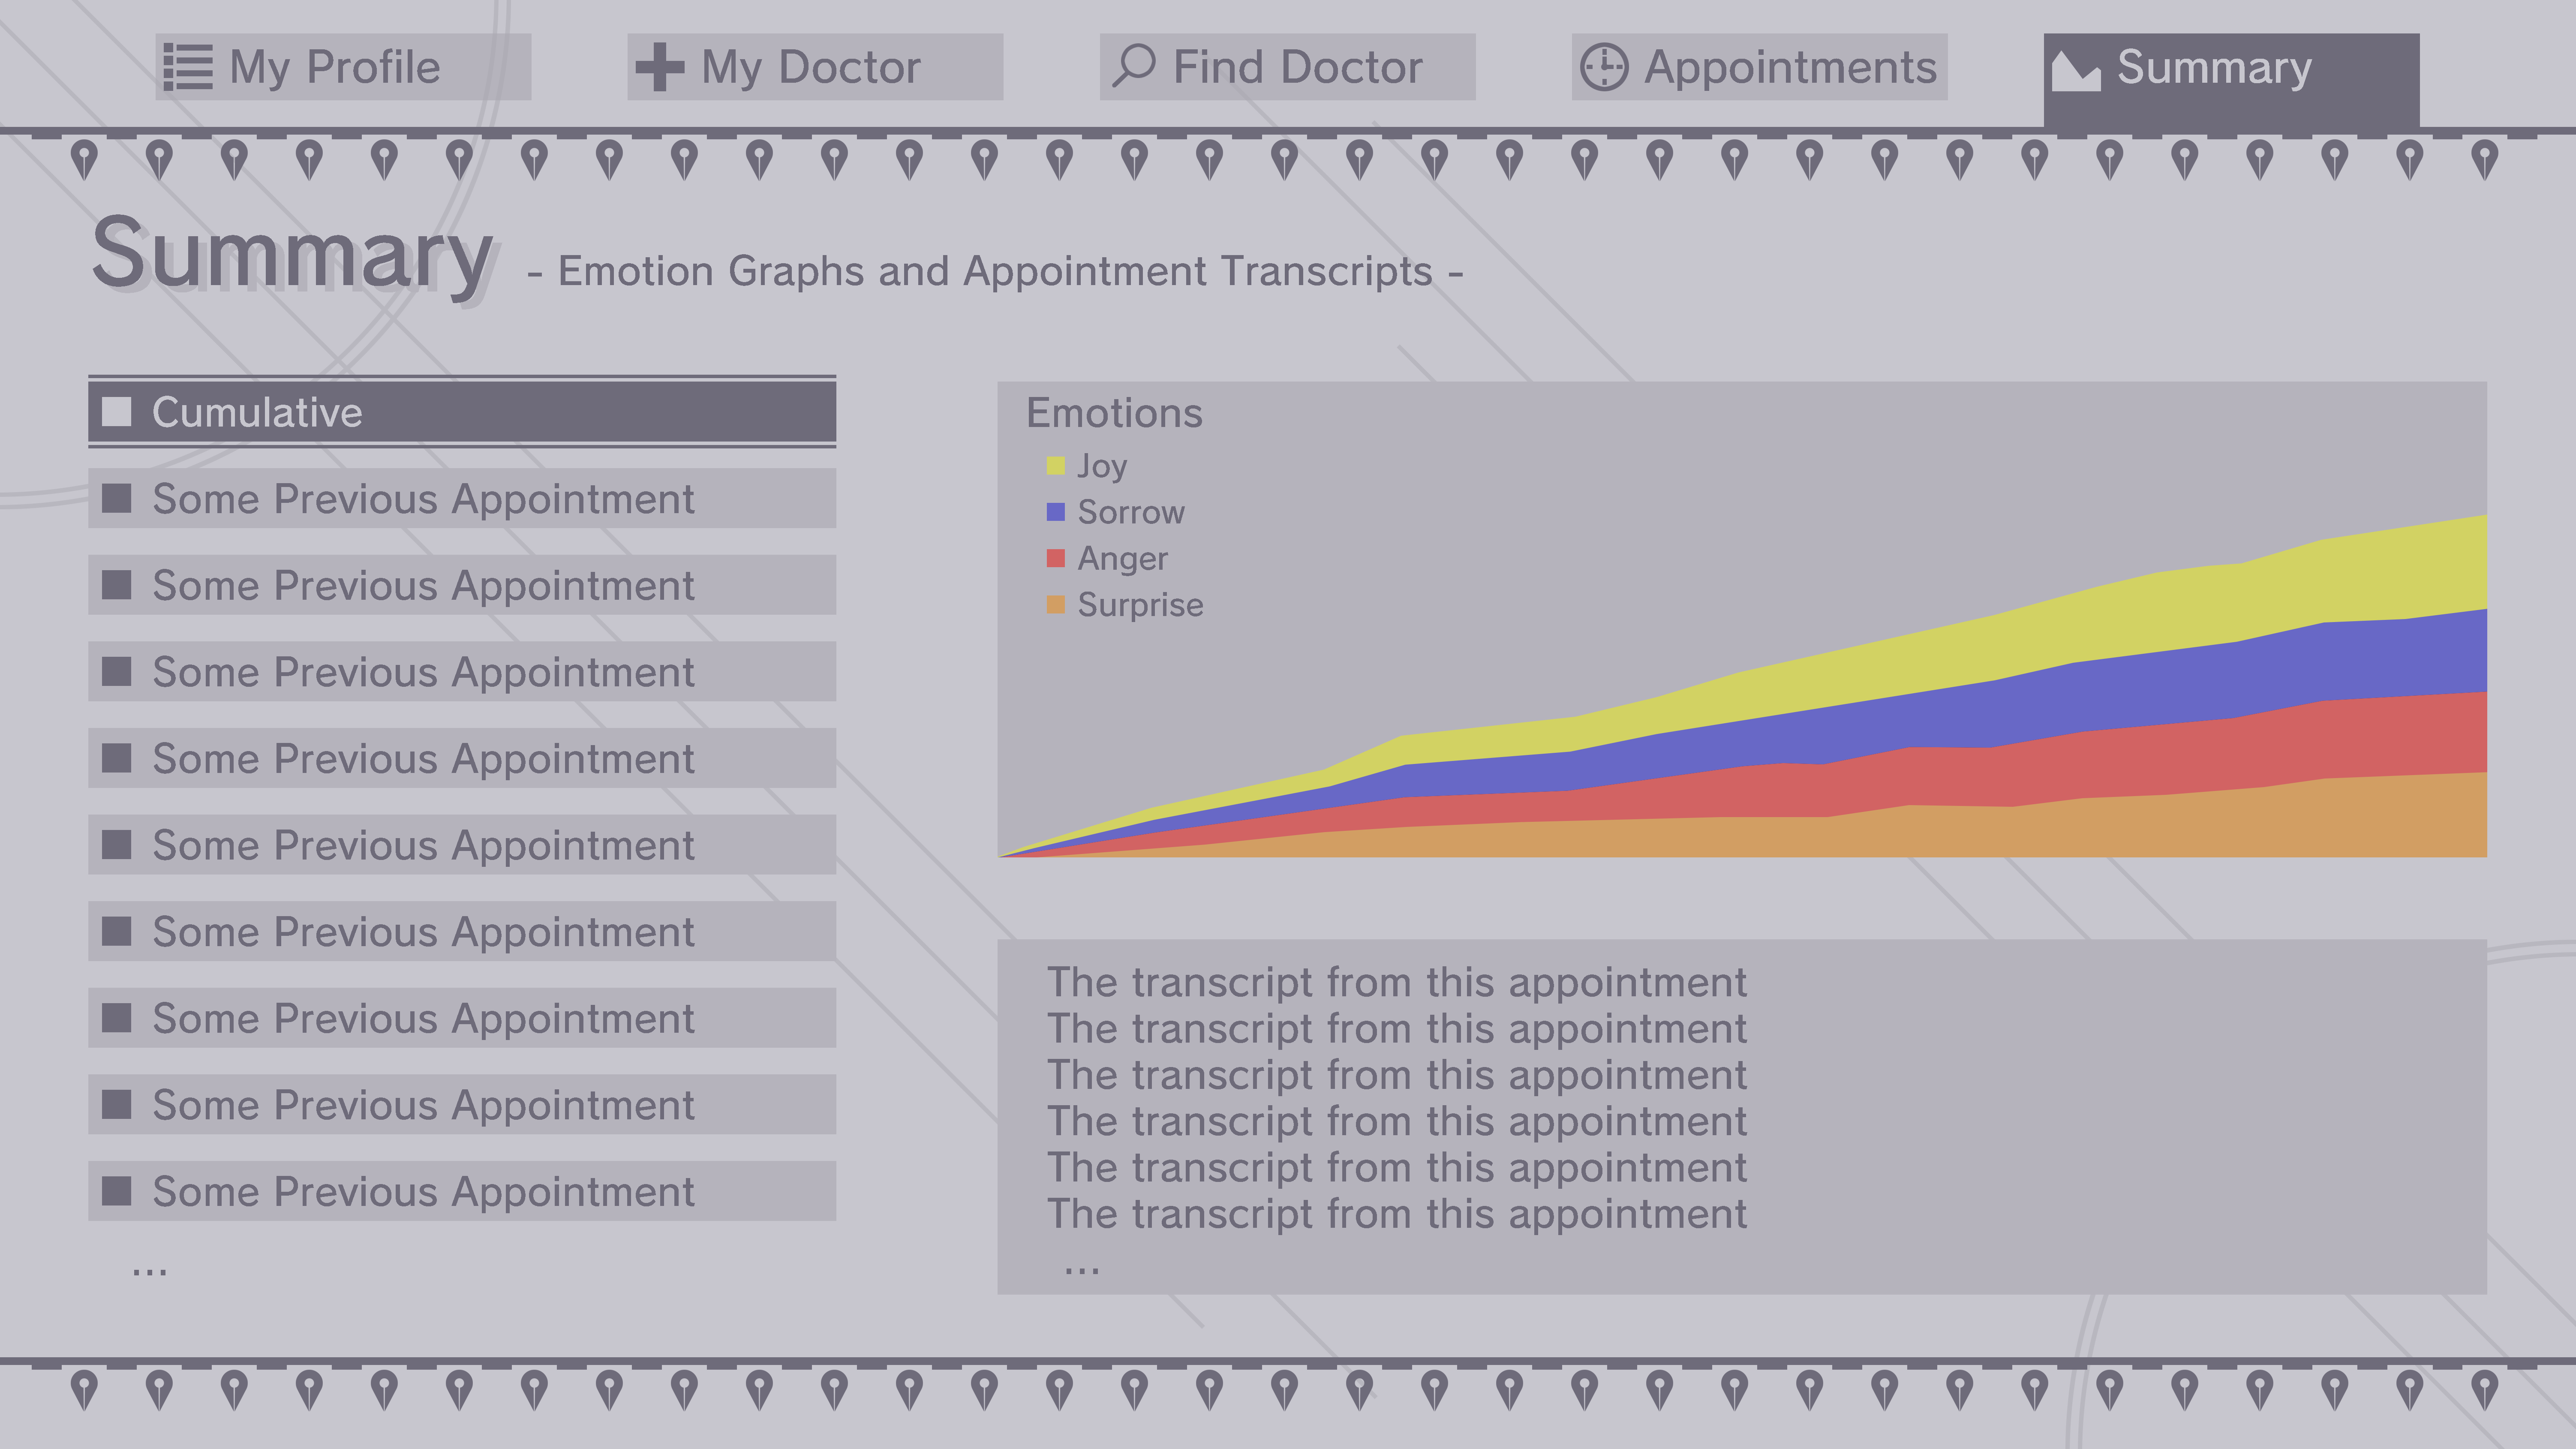 My Profile
My Doctor
Find Doctor
Appointments
Summary
Summary - Emotion Graphs and Appointment Transcripts -
Cumulative
Some Previous Appointment
Some Previous Appointment
Some Previous Appointment
Some Previous Appointment
Some Previous Appointment
Some Previous Appointment
Some Previous Appointment
Some Previous Appointment
Some Previous Appointment
...
Emotions
Joy
Sorrow
Anger
Surprise
The transcript from this appointment
The transcript from this appointment
The transcript from this appointment
The transcript from this appointment
The transcript from this appointment
The transcript from this appointment
...